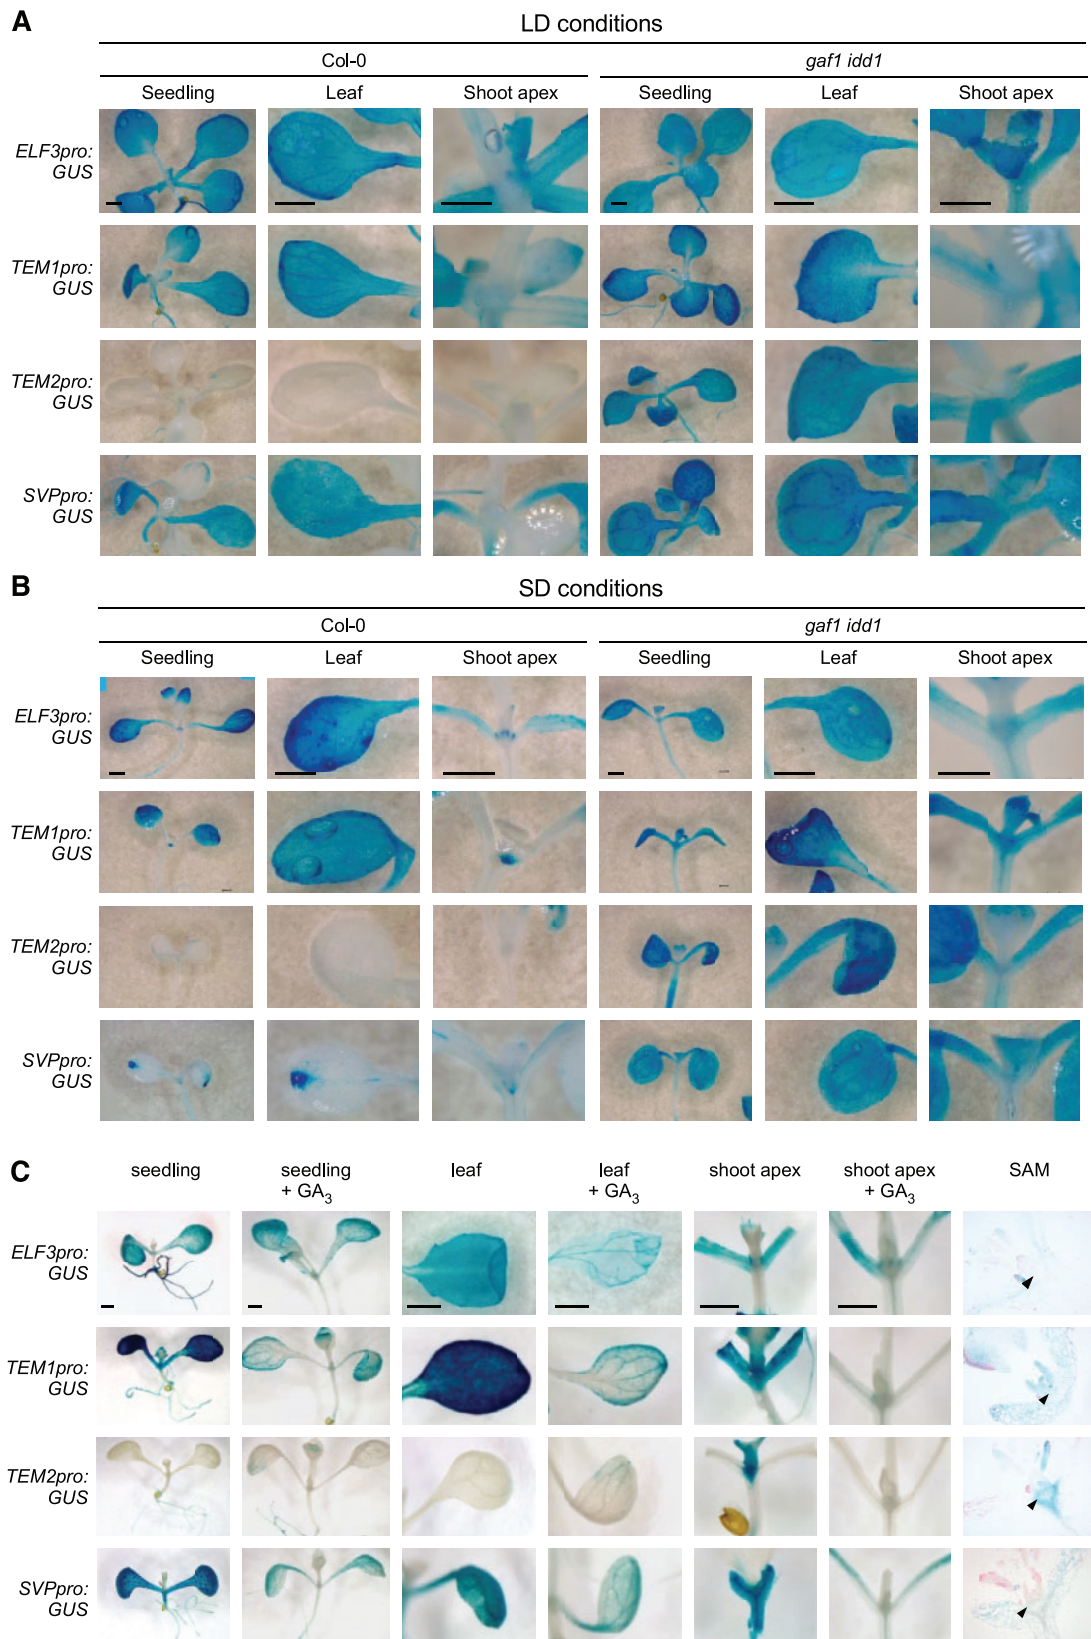 A
LD conditions
Col-0
gaf1 idd1
Seedling Leaf Shoot apex Seedling Leaf Shoot apex
ELF3pro:
GUS
TEM1pro:
GUS
TEM2pro:
GUS
SVPpro:
GUS
B
SD conditions
Col-0
gaf1 idd1
Seedling Leaf Shoot apex Seedling Leaf Shoot apex
ELF3pro:
GUS
TEM1pro:
GUS
TEM2pro:
GUS
SVPpro:
GUS
C
seedling seedling + GA3 leaf leaf + GA3 shoot apex shoot apex + GA3 SAM
ELF3pro:
GUS
TEM1pro:
GUS
TEM2pro:
GUS
SVPpro:
GUS